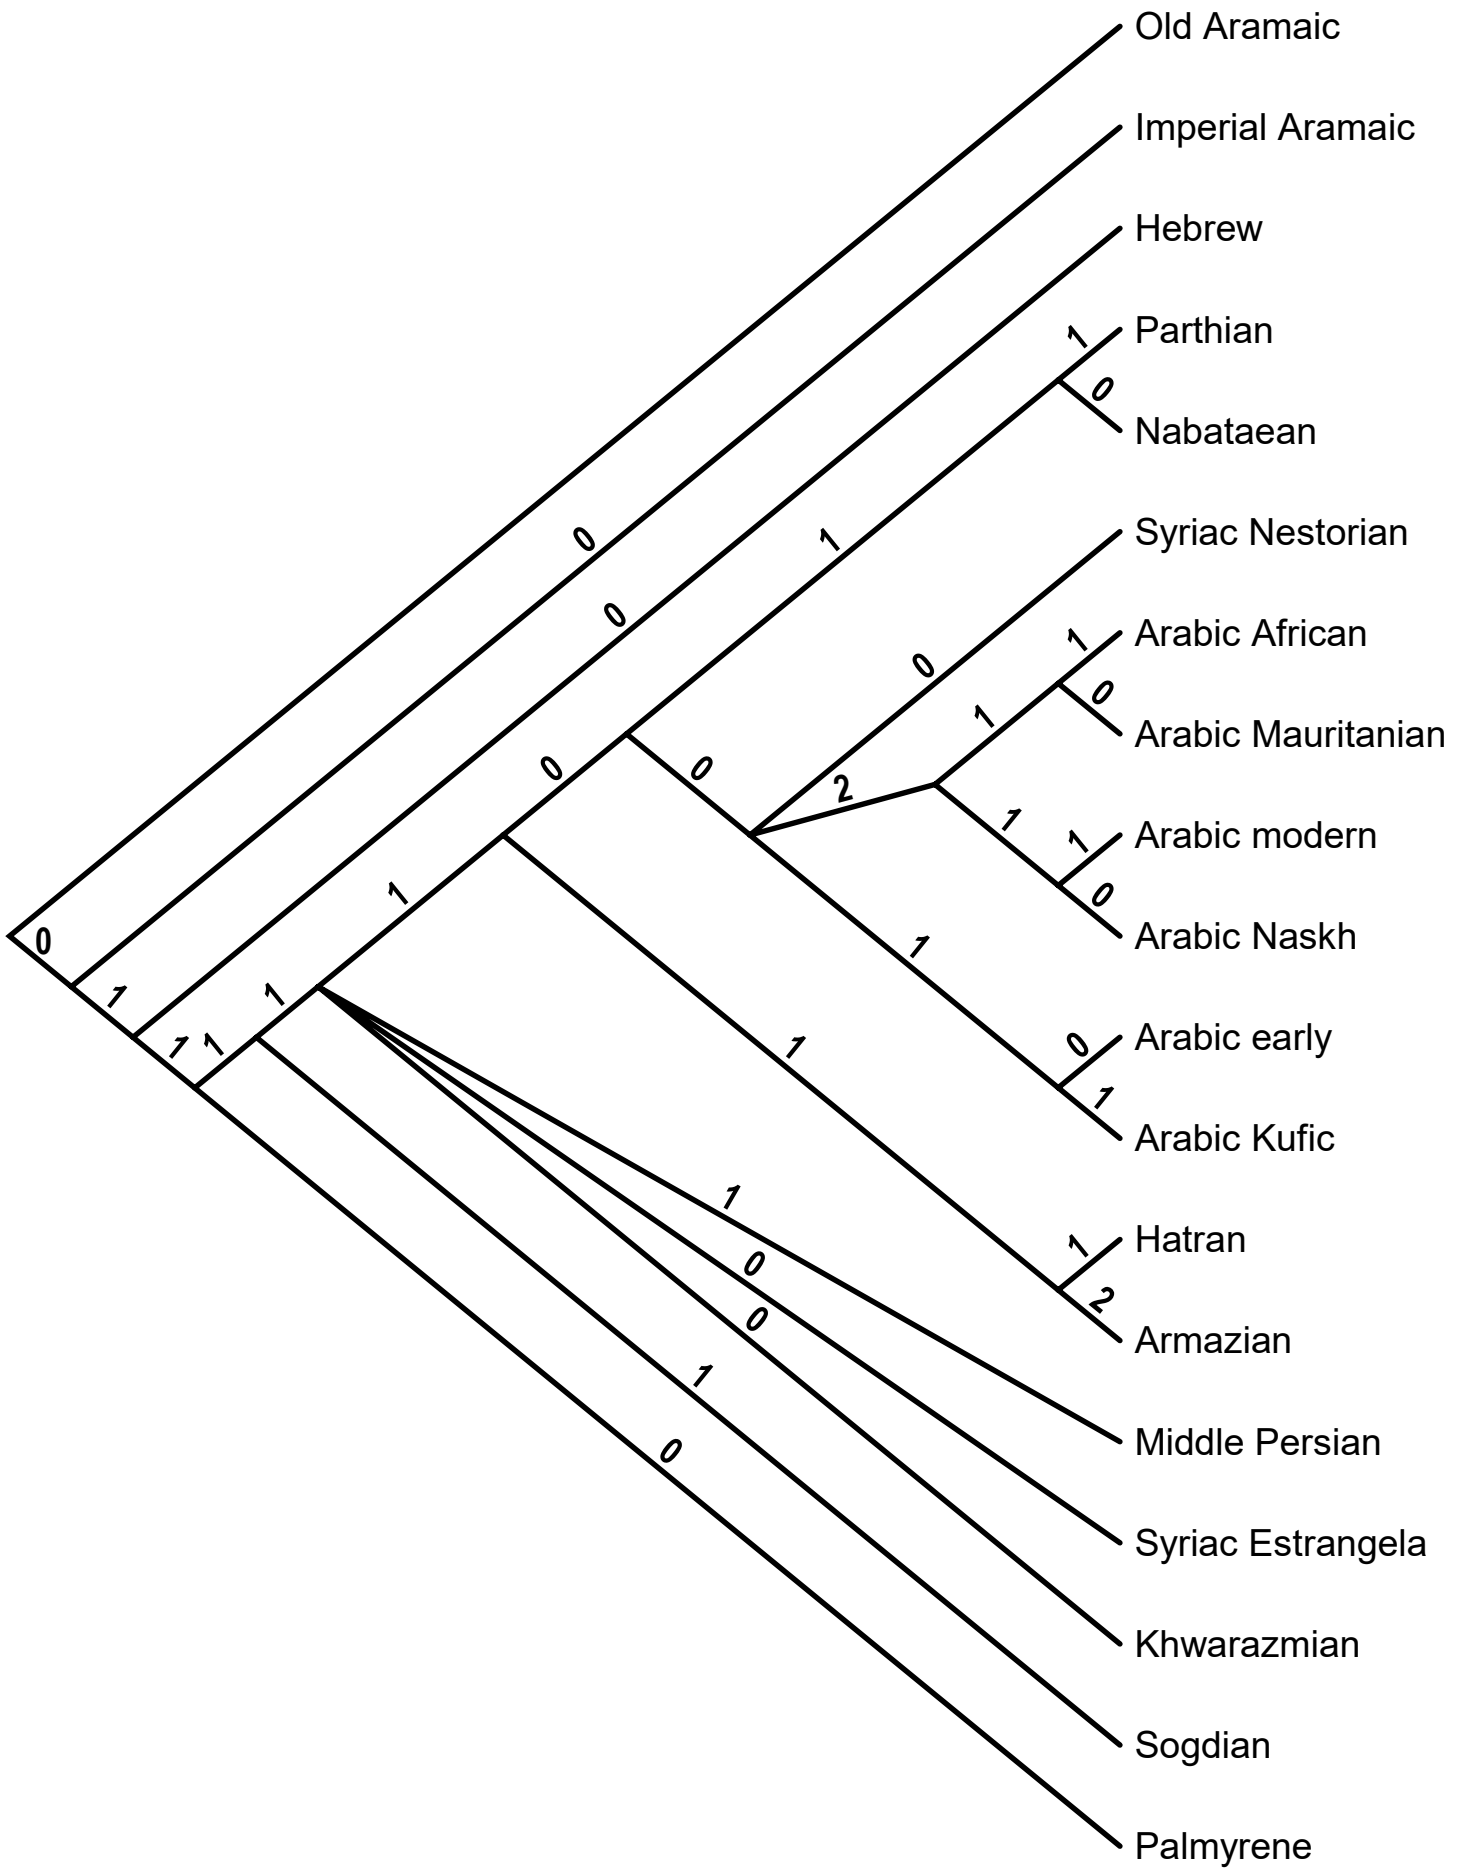 Old Aramaic
Imperial Aramaic
Hebrew
1
Parthian
0
Nabataean
0
1
Syriac Nestorian
0
0
1
Arabic African
0
1
Arabic Mauritanian
0
0
2
1
1
Arabic modern
1
0
Arabic Naskh
0
1
1
1
1
1
1
0
Arabic early
1
Arabic Kufic
1
1
Hatran
0
2
Armazian
0
1
Middle Persian
0
Syriac Estrangela
Khwarazmian
Sogdian
Palmyrene